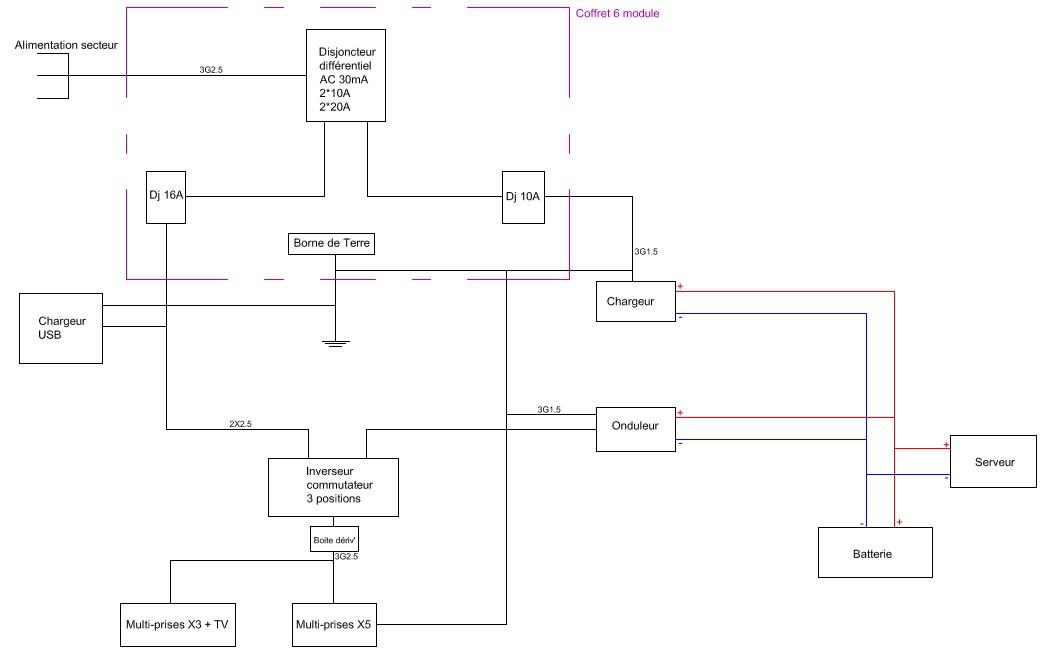 Coffret 6 module
Alimentation secteur
3G2.5
Disjoncteur
différentiel
AC 30mA
2*10A
2*20A
Dj 16A
Dj 10A
Borne de Terre
3G1.5
Chargeur
+
-
Chargeur
USB
3G1.5
2X2.5
Onduleur
+
-
Inverseur
commutateur
3 positions
+
Serveur
-
Boite dériv'
3G2.5
-
+
Batterie
Multi-prises X3 + TV
Multi-prises X5